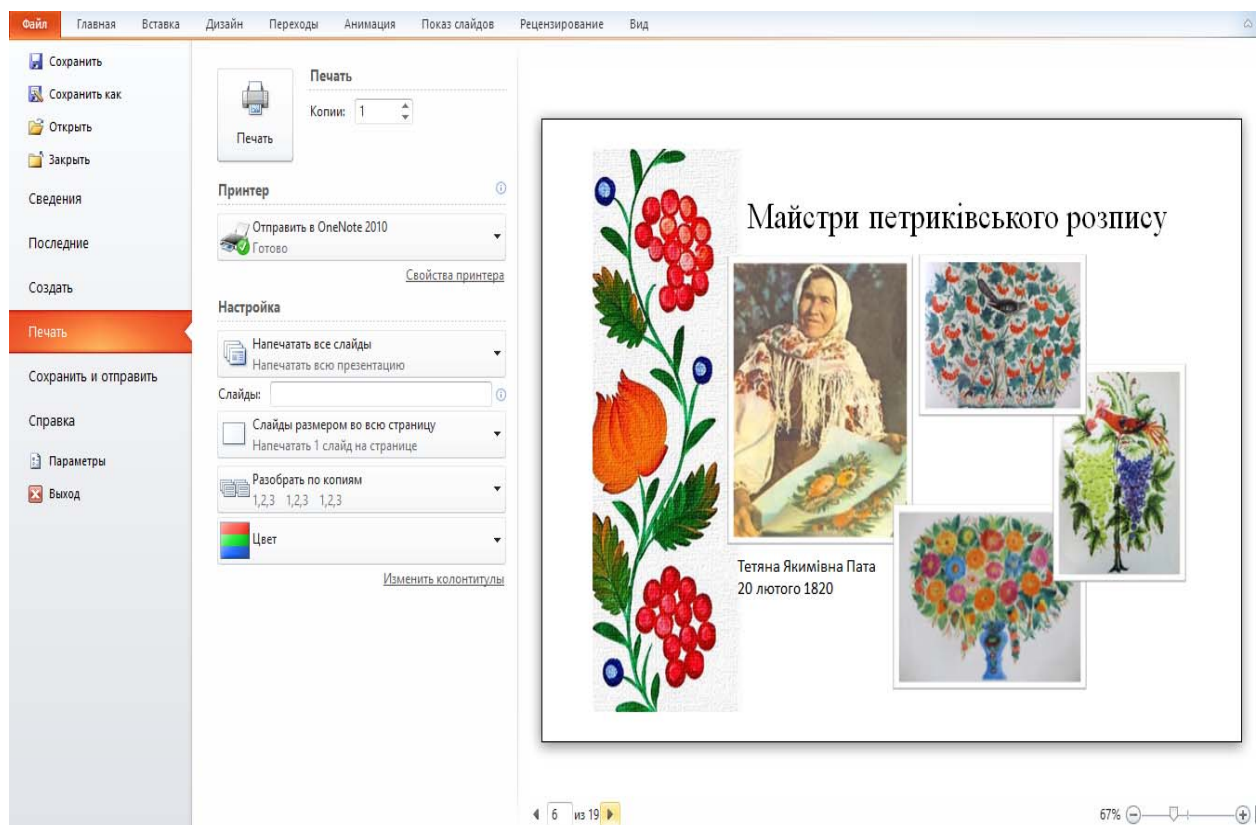 Файл Главная Вставка Дизайн Переходы Анимация Показ слайдов Рецензирование Вид
Сохранить
Сохранить как
Открыть
Закрыть
Сведения
Последние
Создать
Печать
Сохранить и отправить
Справка
Параметры
Выход
Печать
Копии: 1
Печать
Принтер
Отправить в OneNote 2010
Готово
Свойства принтера
Настройка
Напечатать все слайды
Напечатать всю презентацию
Слайды:
Слайды размером во всю страницу
Напечатать 1 слайд на странице
Разобрать по копиям
1,2,3 1,2,3 1,2,3
Цвет
Изменить колонтитулы
Майстри петриківського розпису
Тетяна Якимівна Пата
20 лютого 1820
6 из 19
67%